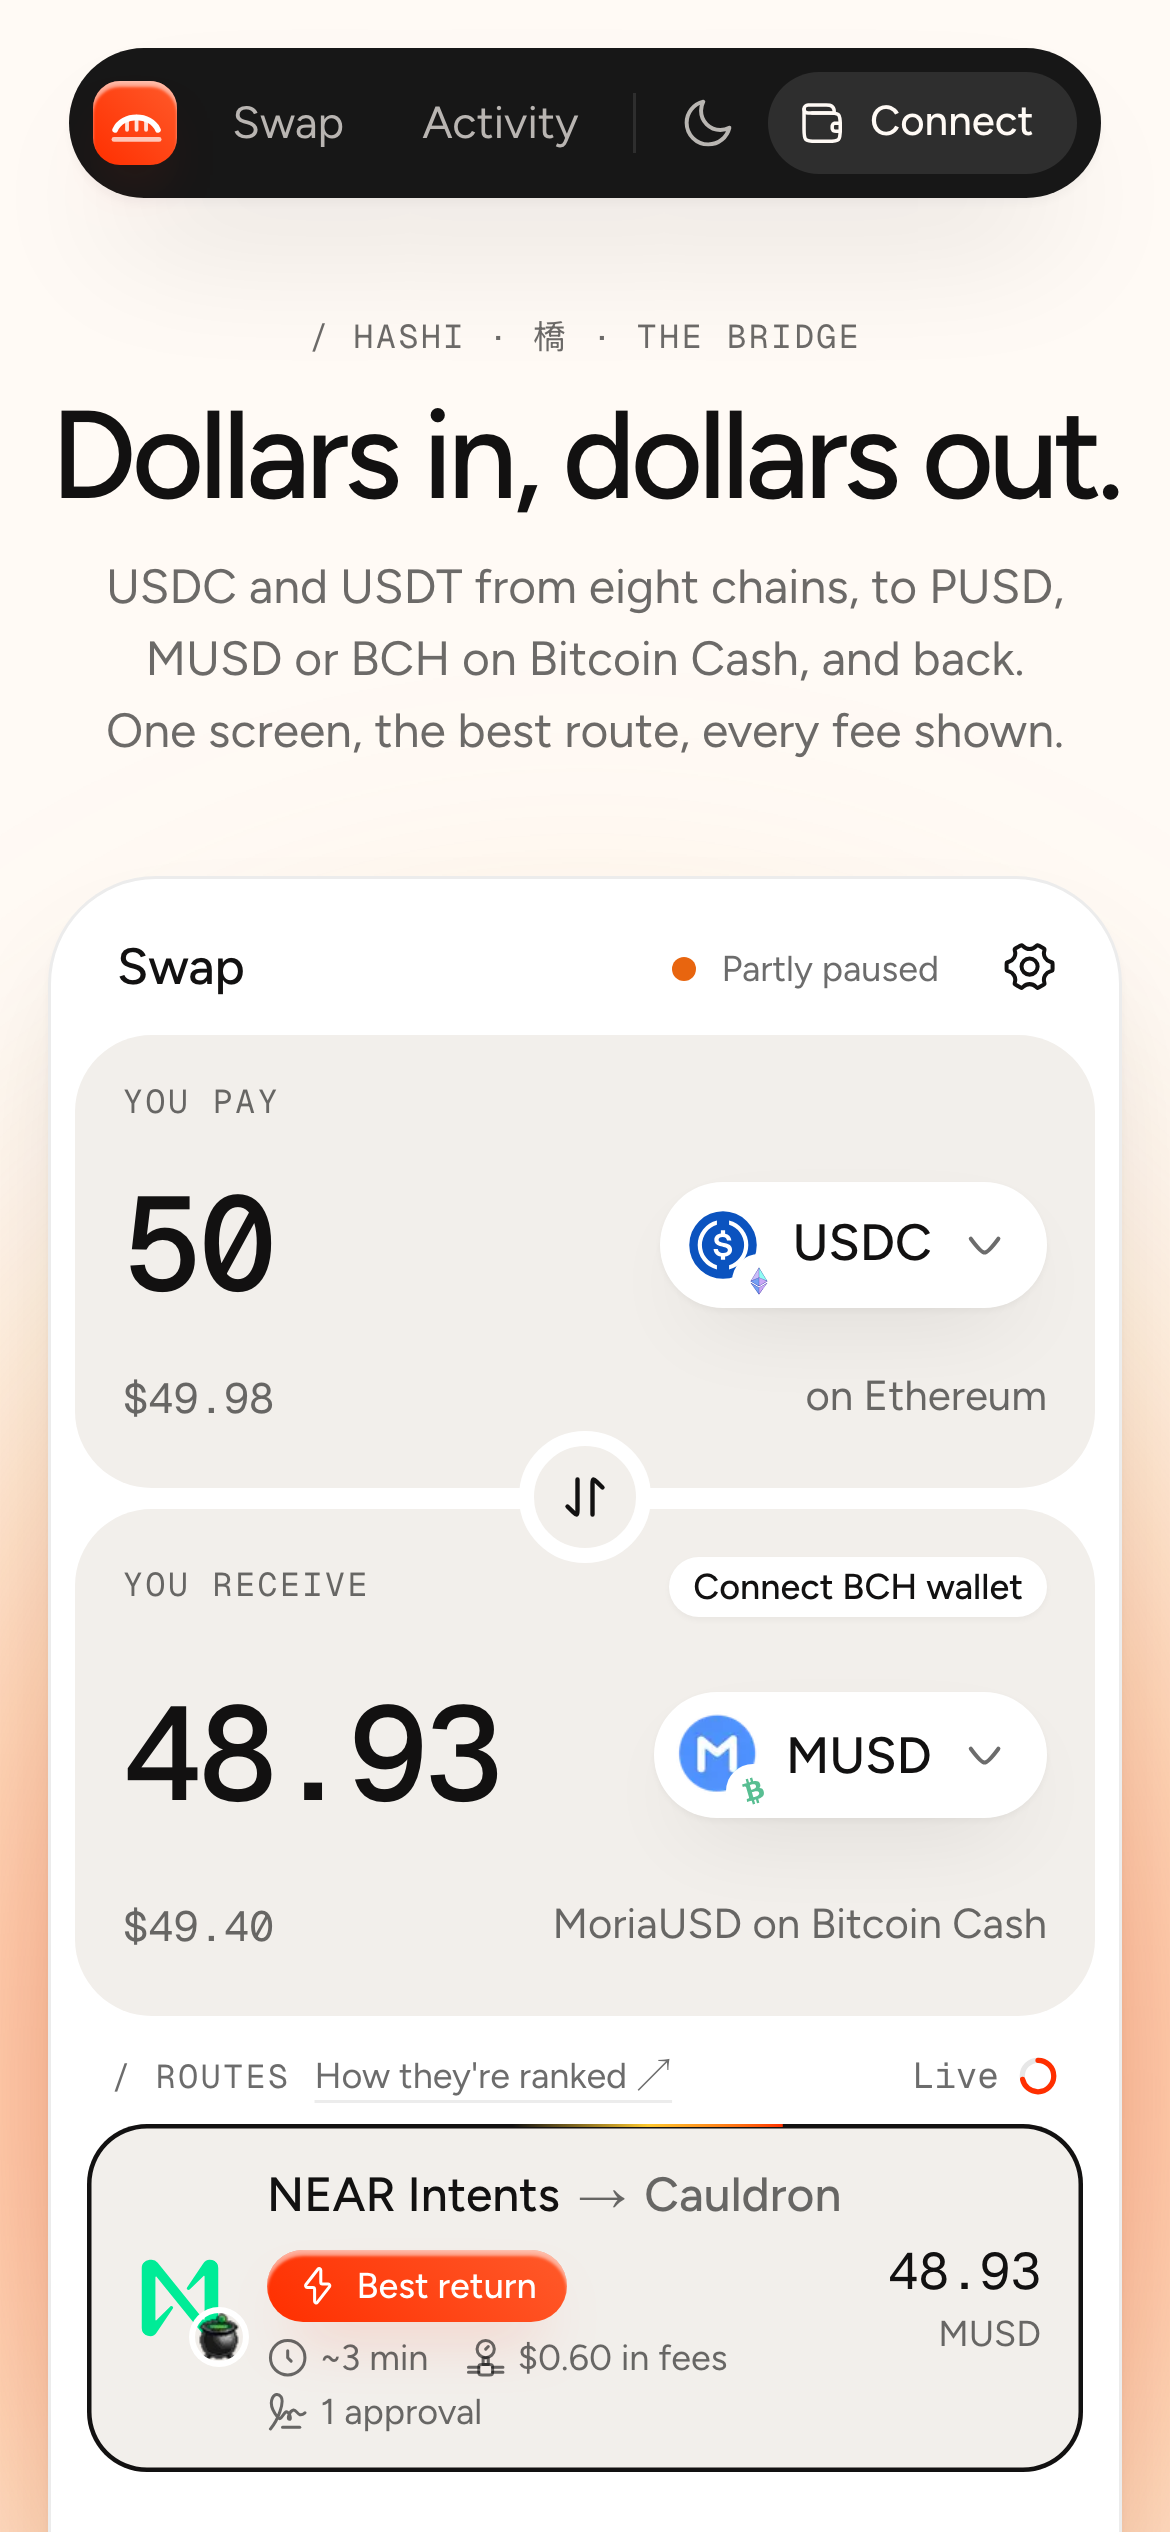 Swap
Activity
Connect
/ HASHI · 橋 · THE BRIDGE
Dollars in, dollars out.
USDC and USDT from eight chains, to PUSD,
MUSD or BCH on Bitcoin Cash, and back.
One screen, the best route, every fee shown.
Swap
Partly paused
YOU PAY
50
USDC
$49.98
on Ethereum
YOU RECEIVE
Connect BCH wallet
48.93
MUSD
$49.40
MoriaUSD on Bitcoin Cash
/ ROUTES How they're ranked ↗
Live
NEAR Intents → Cauldron
Best return
48.93
MUSD
~3 min
$0.60 in fees
1 approval